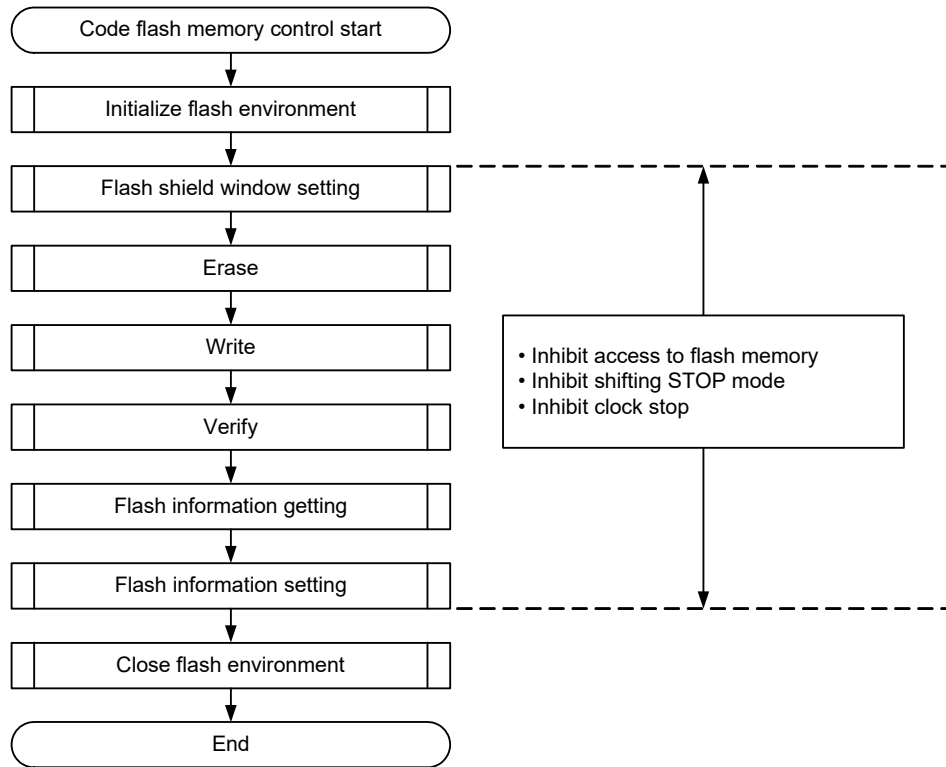 Code flash memory control start
Initialize flash environment
Flash shield window setting
Erase
Write
Verify
Flash information getting
Flash information setting
Close flash environment
End
• Inhibit access to flash memory
• Inhibit shifting STOP mode
• Inhibit clock stop